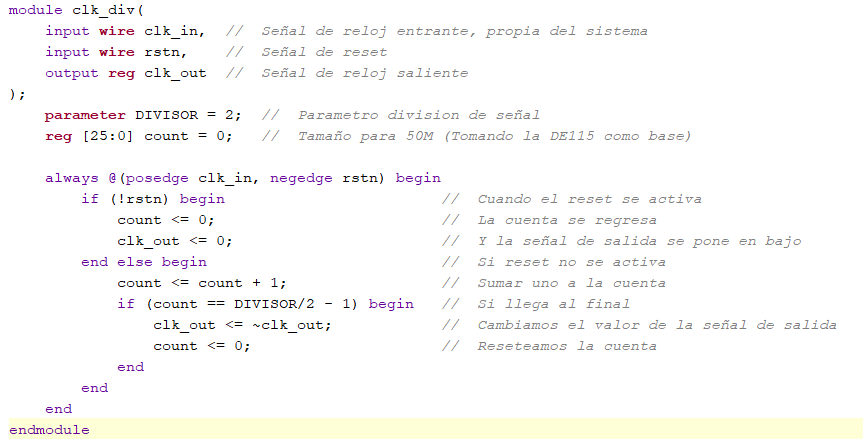 module clk_div(
    input wire clk_in,  //  Señal de reloj entrante, propia del sistema
    input wire rstn,    //  Señal de reset
    output reg clk_out  //  Señal de reloj saliente
);
    parameter DIVISOR = 2;  //  Parametro division de señal
    reg [25:0] count = 0;   //  Tamaño para 50M (Tomando la DE115 como base)

    always @(posedge clk_in, negedge rstn) begin
        if (!rstn) begin                        //  Cuando el reset se activa
            count <= 0;                         //  La cuenta se regresa
            clk_out <= 0;                       //  Y la señal de salida se pone en bajo
        end else begin                          //  Si reset no se activa
            count <= count + 1;                 //  Sumar uno a la cuenta
            if (count == DIVISOR/2 - 1) begin   //  Si llega al final
                clk_out <= ~clk_out;            //  Cambiamos el valor de la señal de salida
                count <= 0;                     //  Reseteamos la cuenta
            end
        end
    end
endmodule